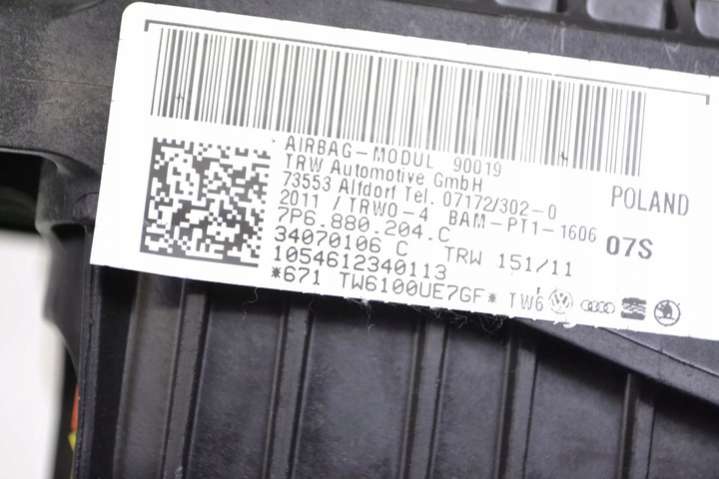 AIRBAG-MODUL 90019
TRW Automotive GmbH
73553 Alfdorf Tel. 07172/302-0
2011 / TRWO-4 BAM-PT1-1606
7P6.880.204.C
34070106 C TRW 151/11
1054612340113
*671 TW6100UE7GF* TW6
POLAND
07S